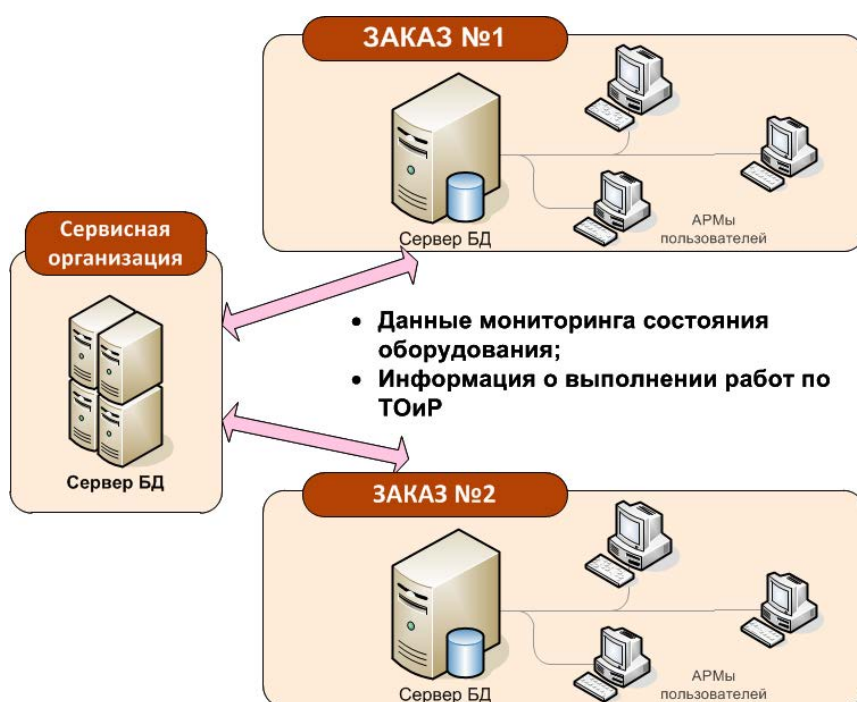 ЗАКАЗ №1
Сервер БД
АРМы
пользователей
Сервисная
организация
Сервер БД
• Данные мониторинга состояния
оборудования;
• Информация о выполнении работ по
ТОиР
ЗАКАЗ №2
Сервер БД
АРМы
пользователей